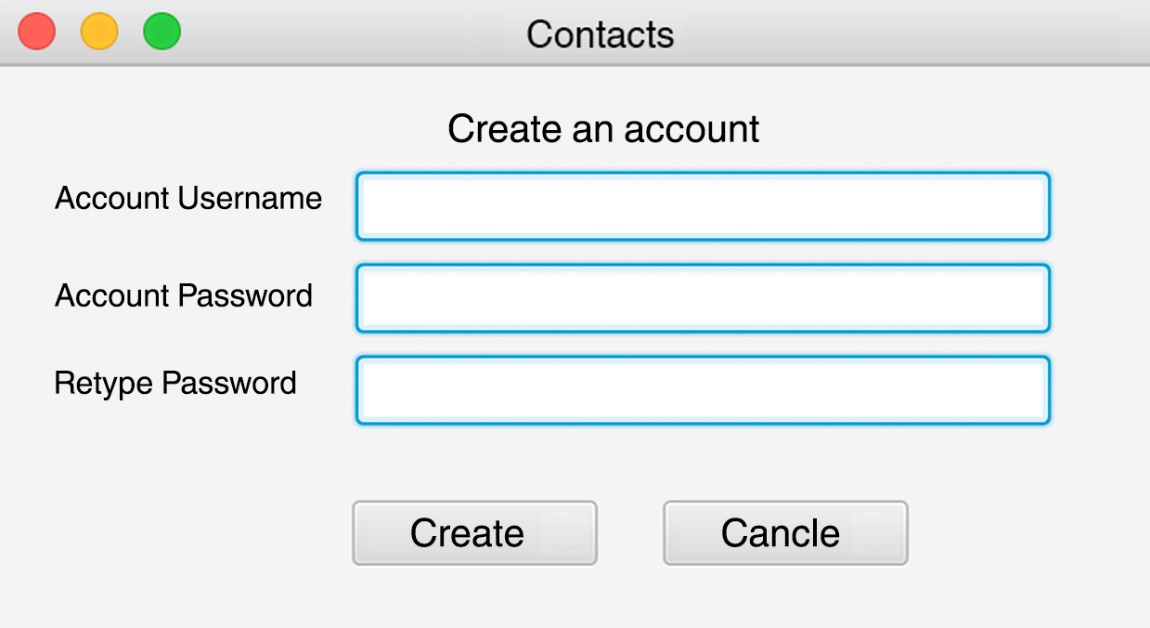 Contacts
Create an account
Account Username
Account Password
Retype Password
Create Cancle